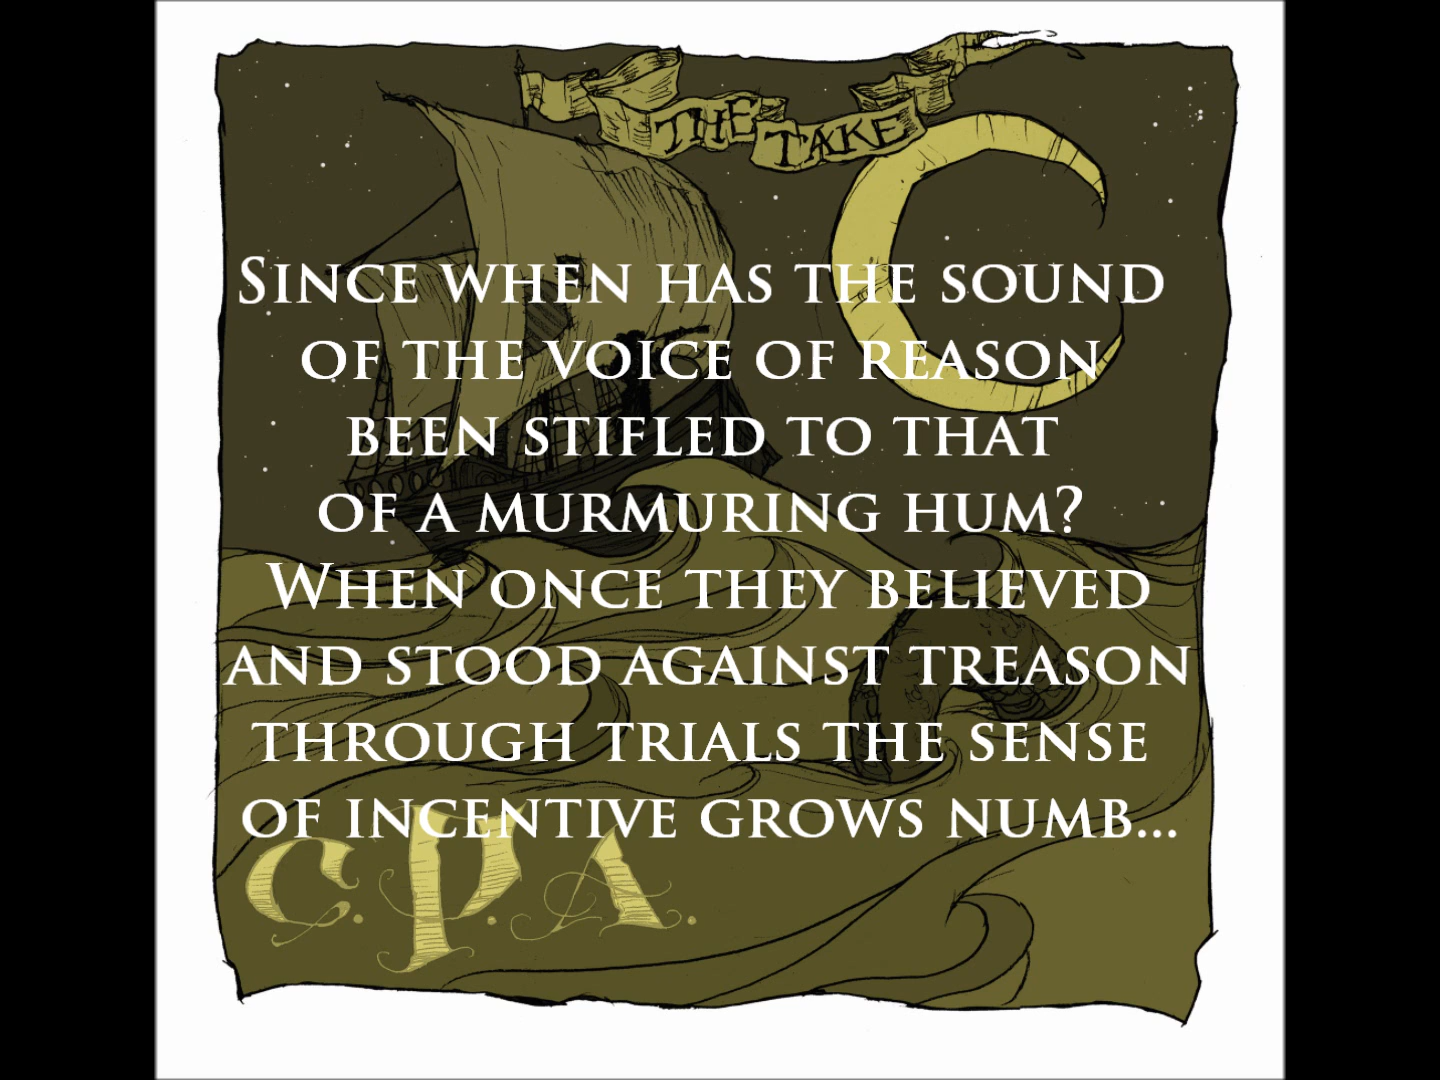 THE TAKE
SINCE WHEN HAS THE SOUND
OF THE VOICE OF REASON
BEEN STIFLED TO THAT
OF A MURMURING HUM?
WHEN ONCE THEY BELIEVED
AND STOOD AGAINST TREASON
THROUGH TRIALS THE SENSE
OF INCENTIVE GROWS NUMB...
C.P.A.